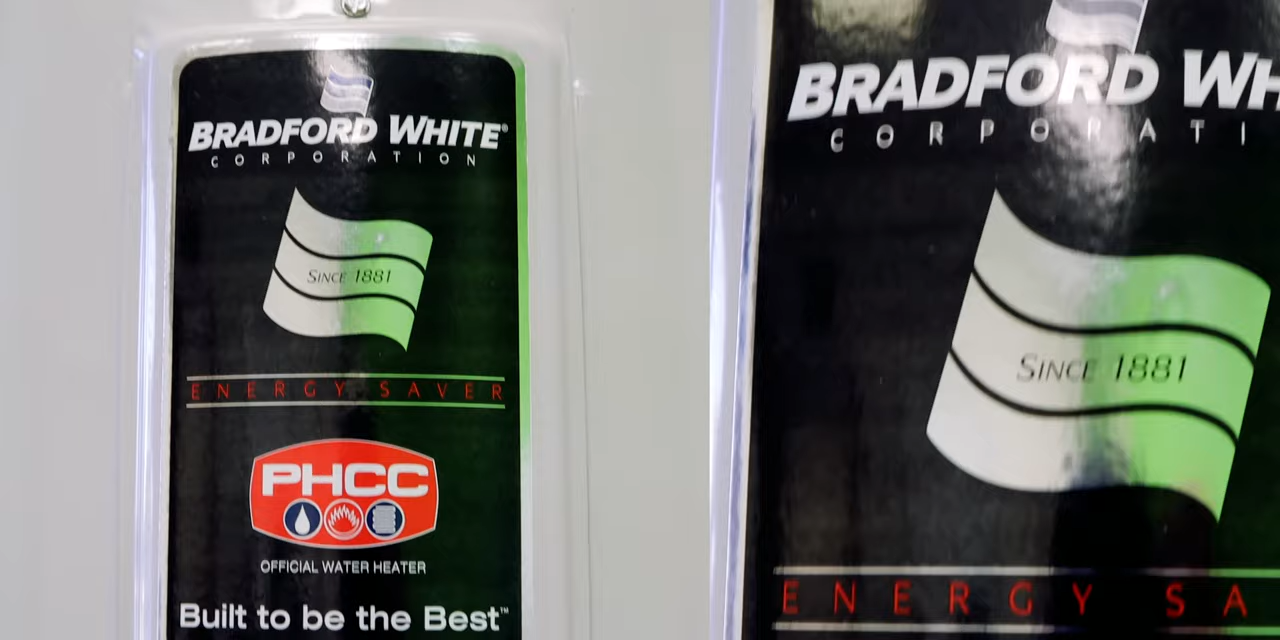 BRADFORD WHITE®
CORPORATION
SINCE 1881
ENERGY SAVER
PHCC
OFFICIAL WATER HEATER
Built to be the Best™
BRADFORD WH
CORPORATI
SINCE 1881
ENERGY SA